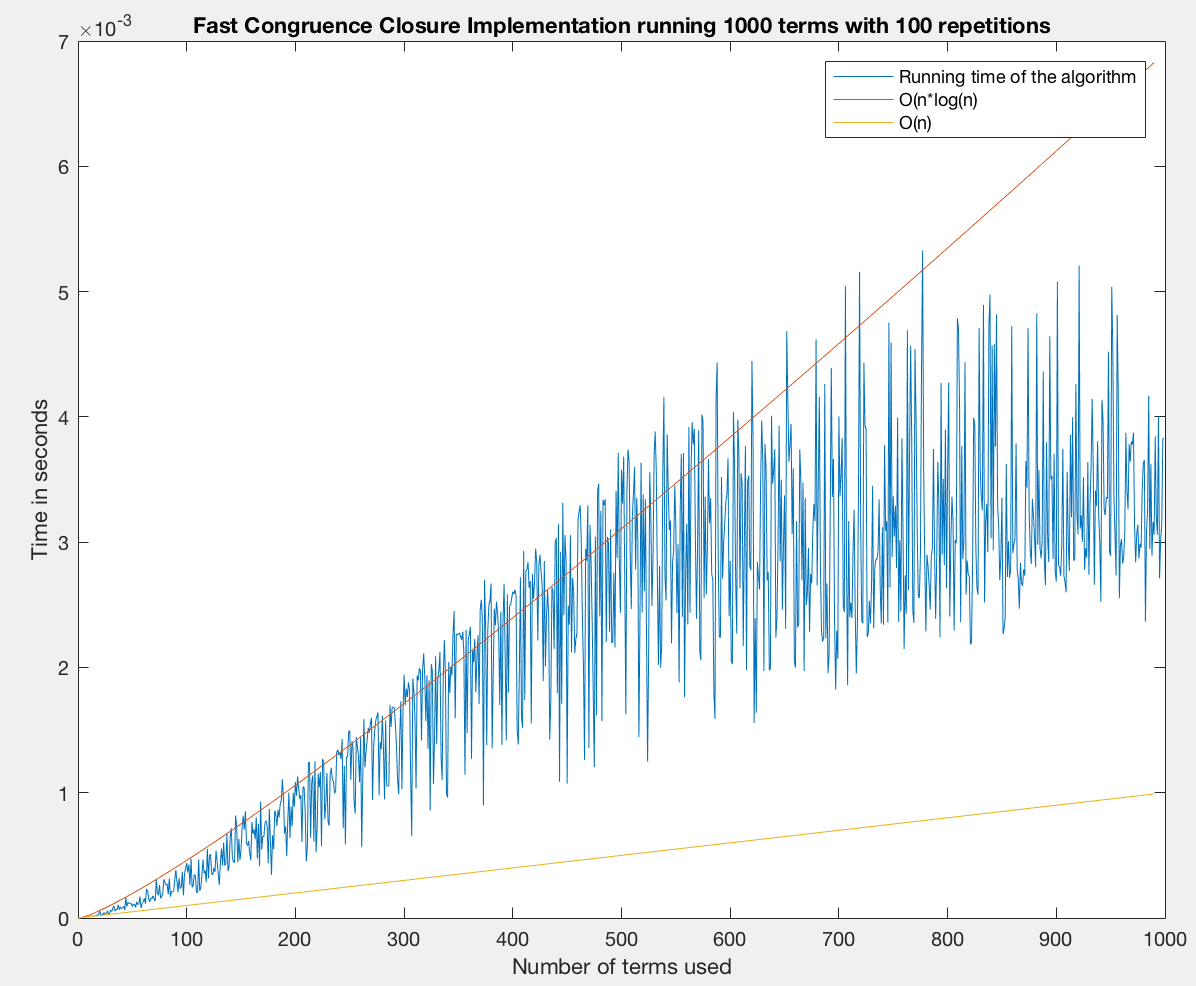 Fast Congruence Closure Implementation running 1000 terms with 100 repetitions
×10-3
7
6
5
4
3
2
1
0
Time in seconds
Running time of the algorithm
O(n*log(n)
O(n)
0 100 200 300 400 500 600 700 800 900 1000
Number of terms used